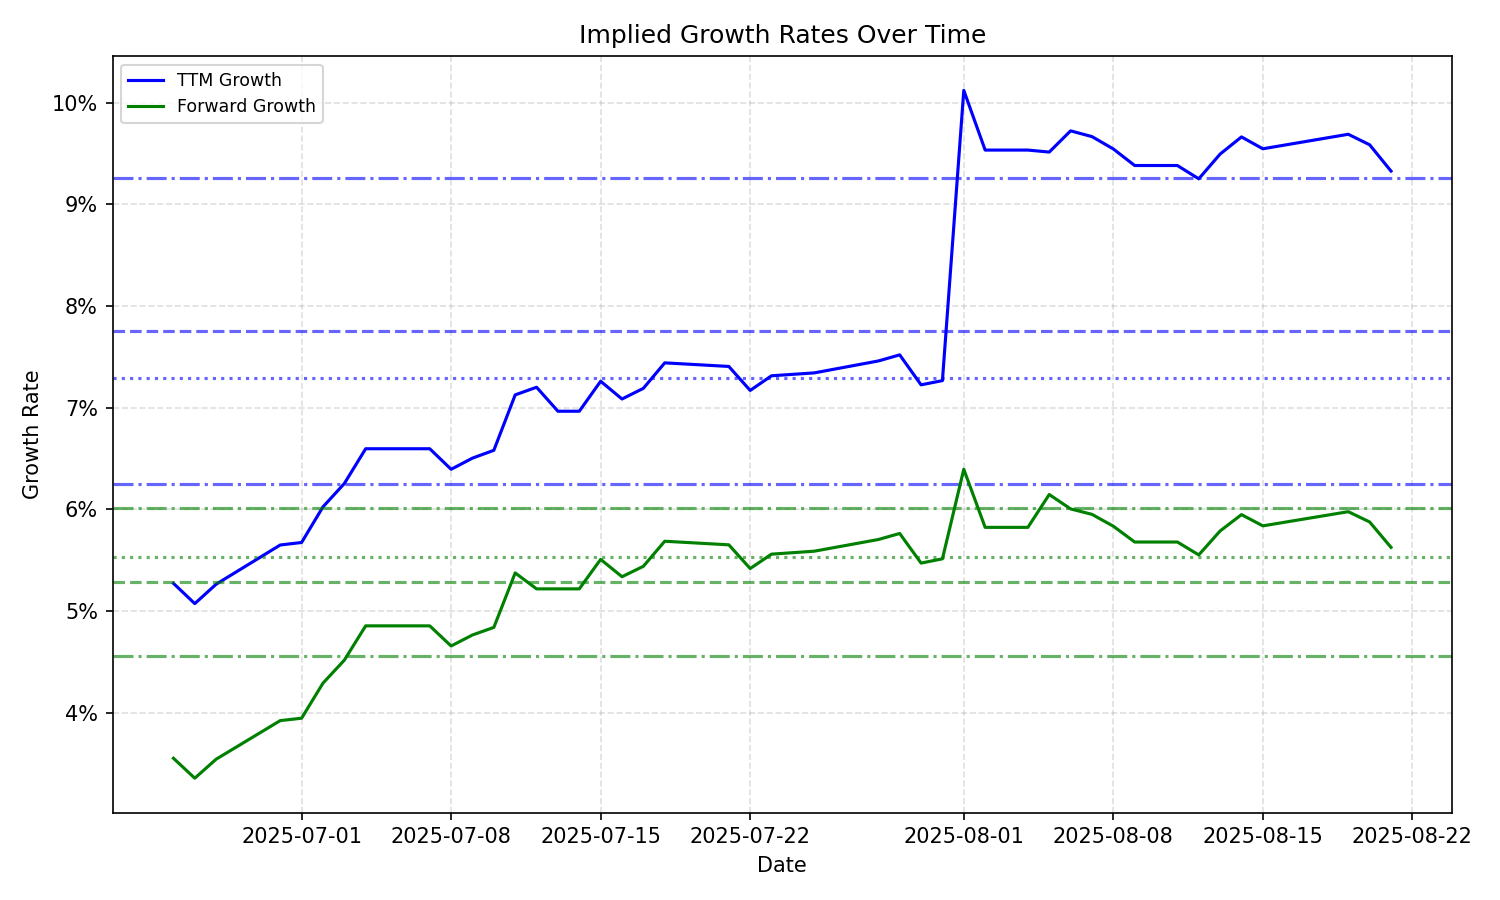 Implied Growth Rates Over Time
TTM Growth
Forward Growth
10%
9%
8%
7%
6%
5%
4%
Growth Rate
2025-07-01 2025-07-08 2025-07-15 2025-07-22 2025-08-01 2025-08-08 2025-08-15 2025-08-22
Date